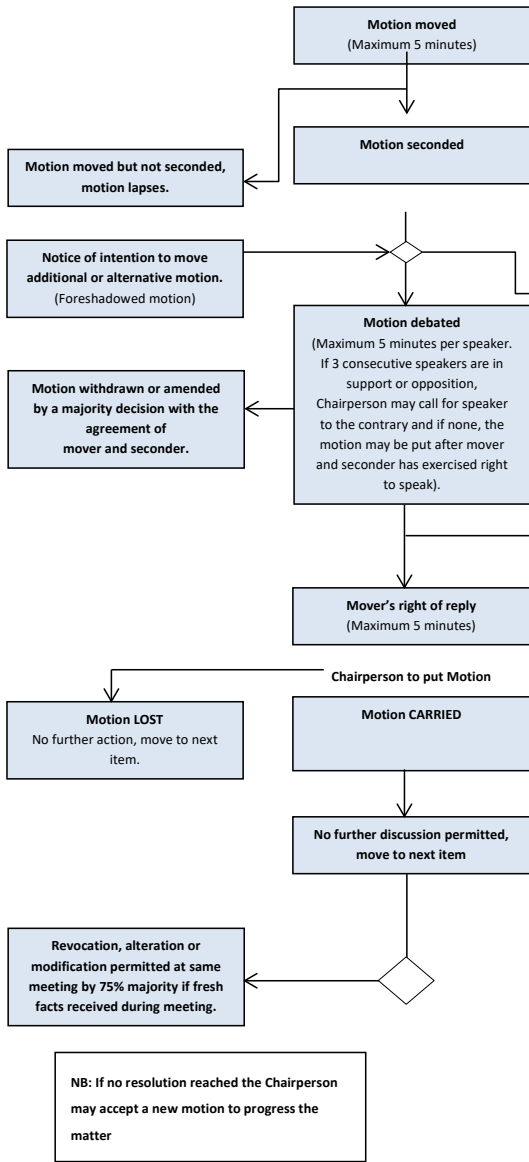 Motion moved
(Maximum 5 minutes)
Motion seconded
Motion moved but not seconded,
motion lapses.
Notice of intention to move
additional or alternative motion.
(Foreshadowed motion)
Motion debated
(Maximum 5 minutes per speaker.
If 3 consecutive speakers are in
support or opposition,
Chairperson may call for speaker
to the contrary and if none, the
motion may be put after mover
and seconder has exercised right
to speak).
Motion withdrawn or amended
by a majority decision with the
agreement of
mover and seconder.
Mover's right of reply
(Maximum 5 minutes)
Chairperson to put Motion
Motion LOST
No further action, move to next
item.
Motion CARRIED
No further discussion permitted,
move to next item
Revocation, alteration or
modification permitted at same
meeting by 75% majority if fresh
facts received during meeting.
NB: If no resolution reached the Chairperson
may accept a new motion to progress the
matter